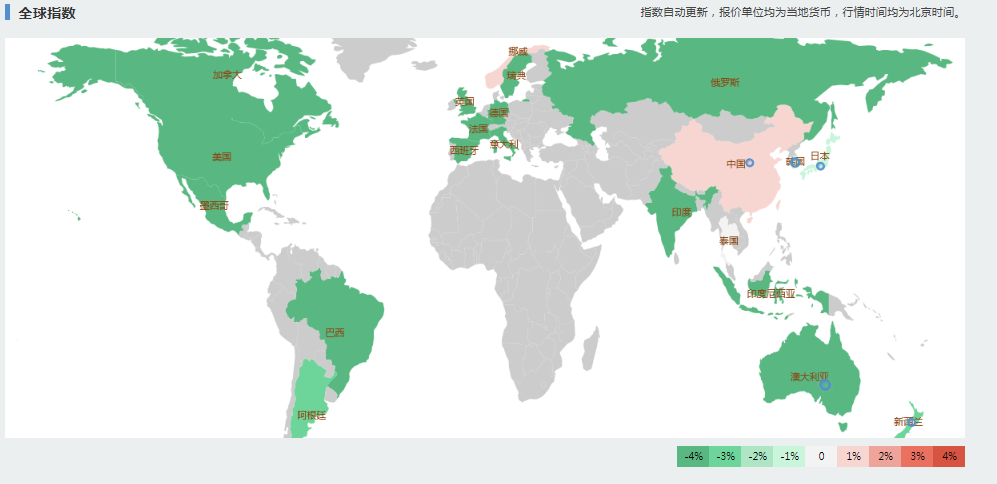 全球指数
指数自动更新，报价单位均为当地货币，行情时间均为北京时间。
挪威
加拿大
瑞典
俄罗斯
英国
德国
法国
意大利
西班牙
美国
中国
韩国
日本
墨西哥
印度
泰国
印度尼西亚
巴西
澳大利亚
阿根廷
新西兰
-4% -3% -2% -1% 0 1% 2% 3% 4%